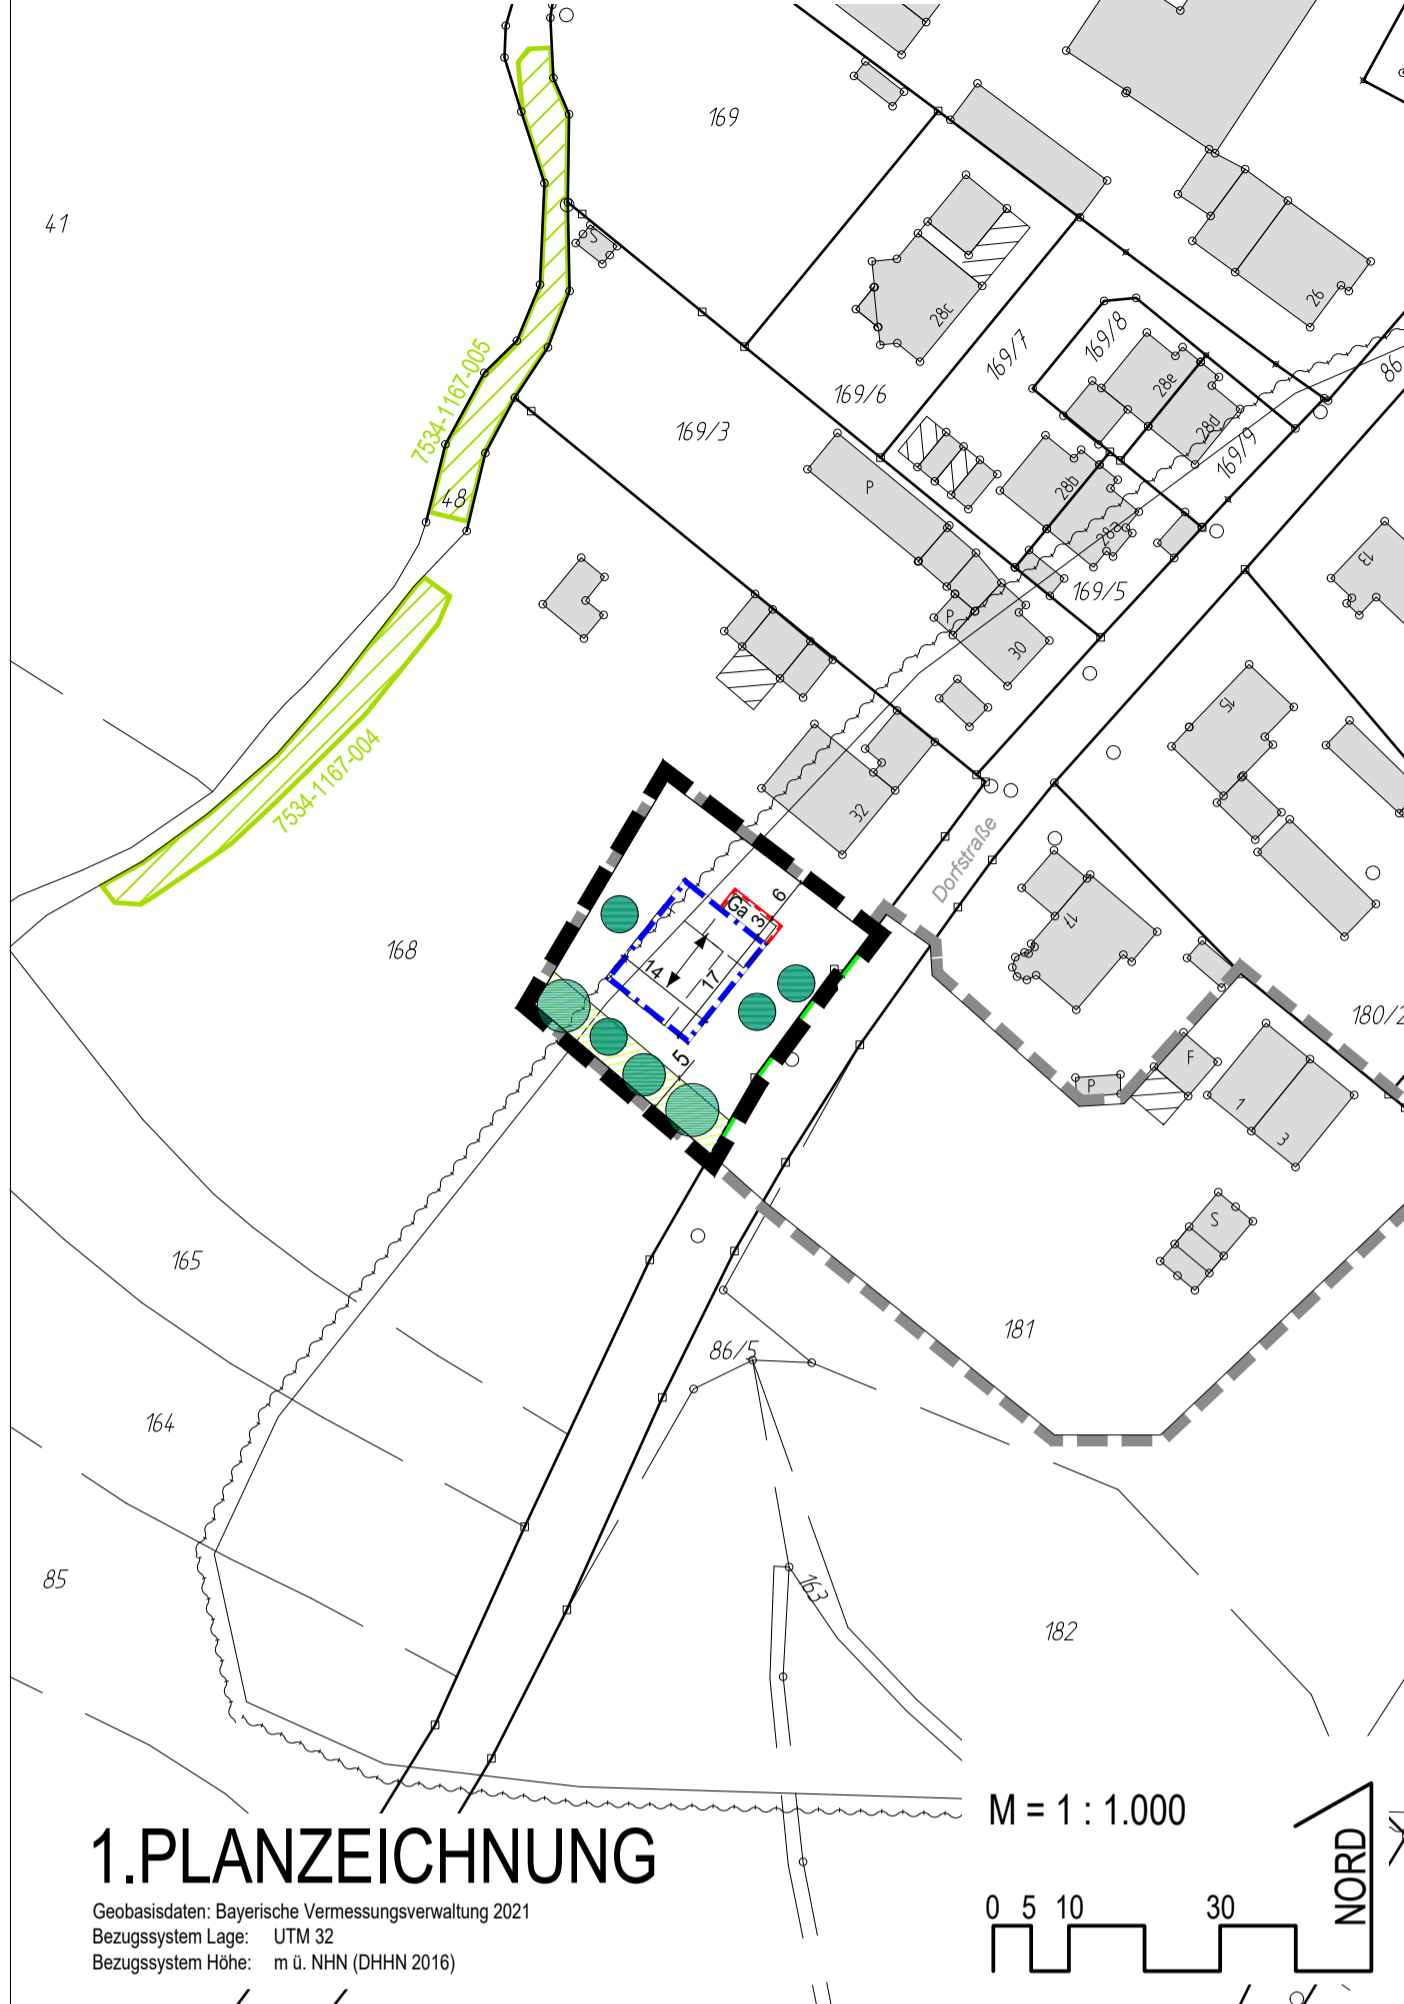 169
41
S
28c
26
169/8
169/7
86
7534-1167-005
169/6
28e
28d
169/3
169/9
P
28b
48
28a
13
169/5
P
30
15
7534-1167-004
32
Dorfstraße
6
Ga
3
17
168
14
17
180/2
5
F
P
1
3
S
165
181
86/5
164
85
163
182
M = 1 : 1.000
1.PLANZEICHNUNG
NORD
Geobasisdaten: Bayerische Vermessungsverwaltung 2021
0 5 10 30
Bezugssystem Lage: UTM 32
Bezugssystem Höhe: m ü. NHN (DHHN 2016)